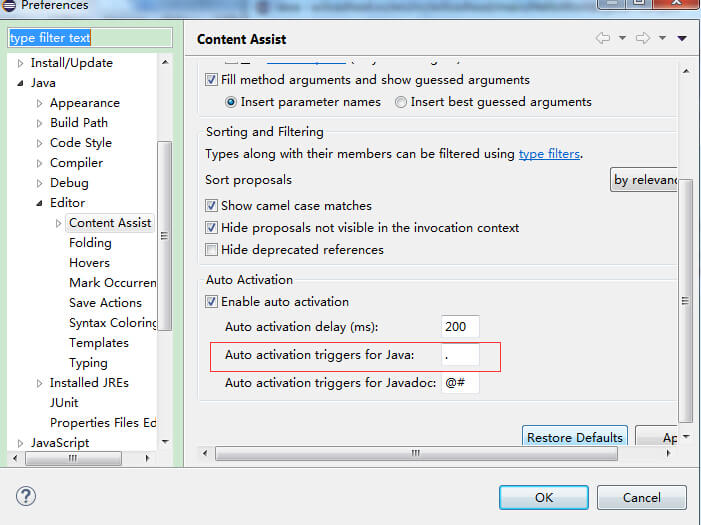 Preferences
type filter text
Content Assist
Install/Update
Java
Appearance
Build Path
Code Style
Compiler
Debug
Editor
Content Assist
Folding
Hovers
Mark Occurren
Save Actions
Syntax Coloring
Templates
Typing
Installed JREs
JUnit
Properties Files Ed
JavaScript
Fill method arguments and show guessed arguments
Insert parameter names Insert best guessed arguments
Sorting and Filtering
Types along with their members can be filtered using type filters.
Sort proposals by relevanc
Show camel case matches
Hide proposals not visible in the invocation context
Hide deprecated references
Auto Activation
Enable auto activation
Auto activation delay (ms): 200
Auto activation triggers for Java: .
Auto activation triggers for Javadoc: @#
Restore Defaults Ap
? OK Cancel